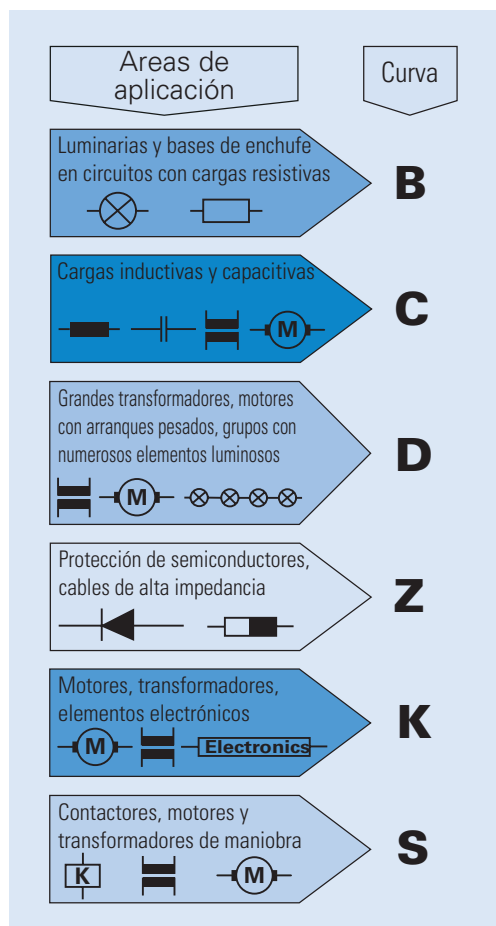 Areas de
aplicación
Curva
Luminarias y bases de enchufe
en circuitos con cargas resistivas
B
Cargas inductivas y capacitivas
M
C
Grandes transformadores, motores
con arranques pesados, grupos con
numerosos elementos luminosos
M
D
Protección de semiconductores,
cables de alta impedancia
Z
Motores, transformadores,
elementos electrónicos
M
Electronics
K
Contactores, motores y
transformadores de maniobra
K
M
S